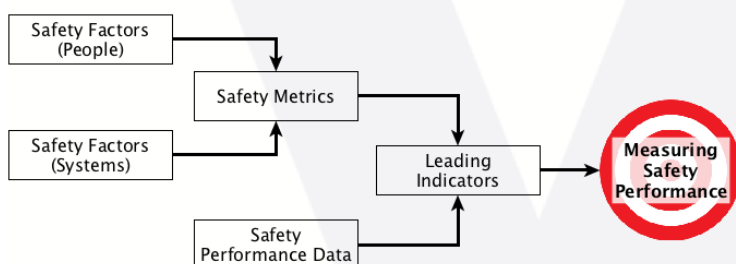 Safety Factors
(People)
Safety Metrics
Safety Factors
(Systems)
Leading
Indicators
Measuring
Safety
Performance
Safety
Performance Data